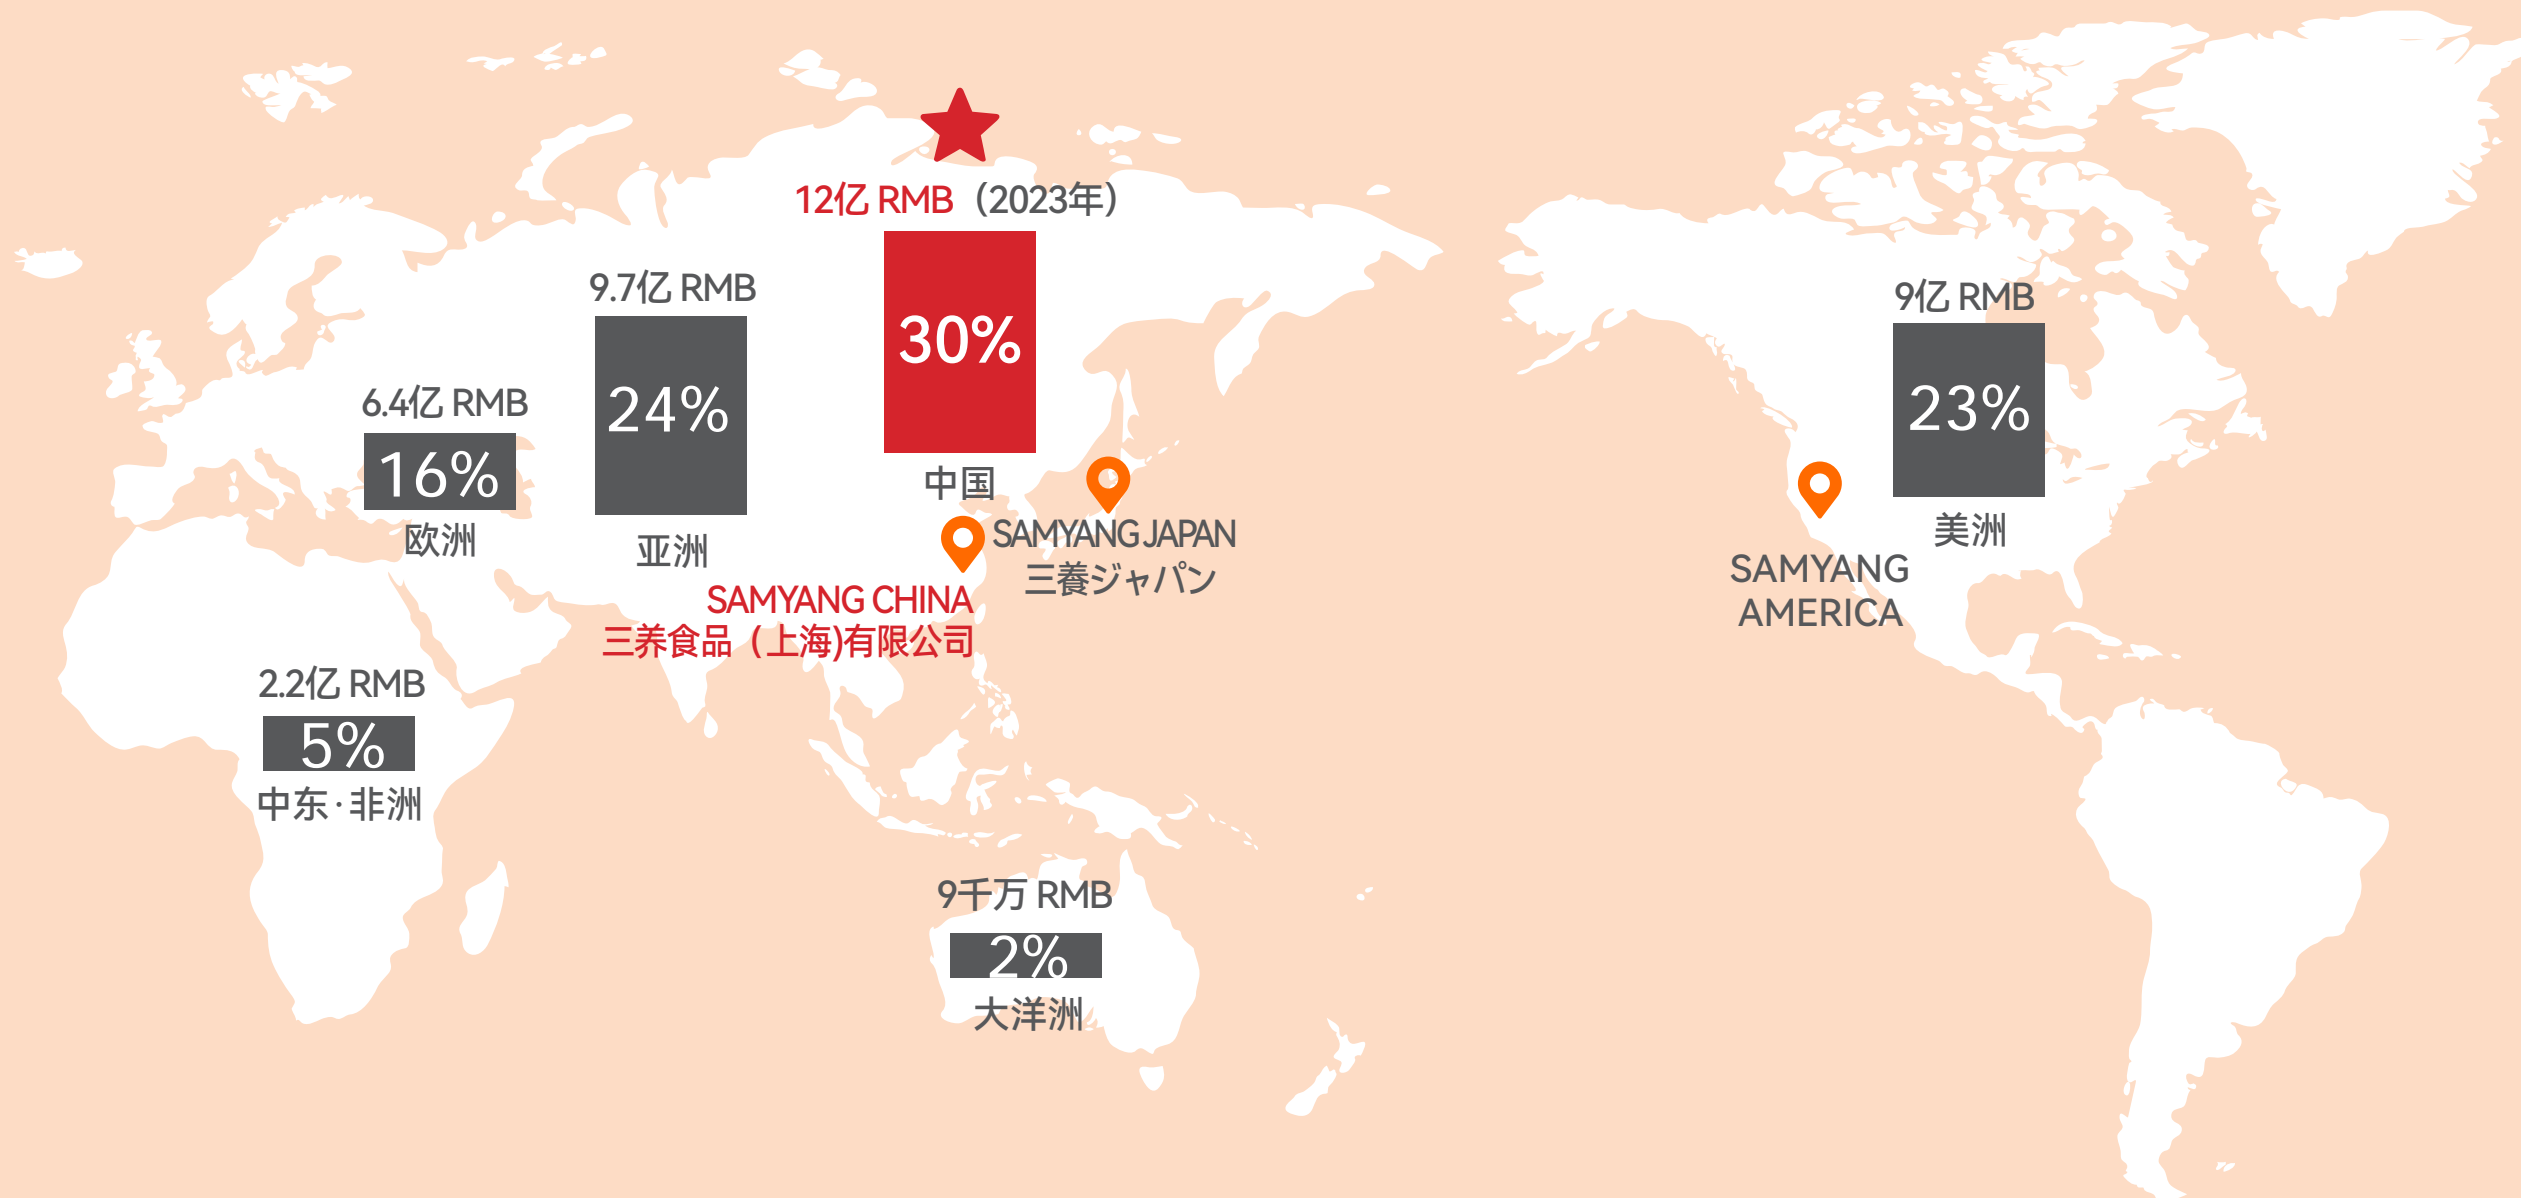 12亿 RMB（2023年）
30%
中国
9.7亿 RMB
24%
亚洲
9亿 RMB
23%
美洲
6.4亿 RMB
16%
欧洲
SAMYANG JAPAN
三養ジャパン
SAMYANG CHINA
三养食品（上海)有限公司
SAMYANG
AMERICA
2.2亿 RMB
5%
中东·非洲
9千万 RMB
2%
大洋洲